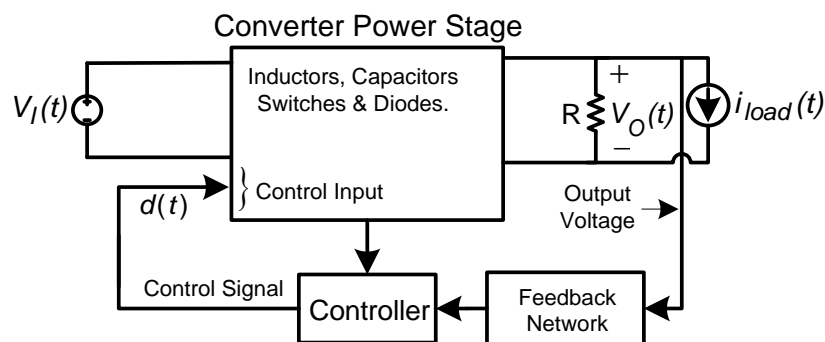 Converter Power Stage
Inductors, Capacitors
Switches & Diodes.
V_I(t)
+
-
R
+
V_O(t)
−
i_load(t)
} Control Input
d(t)
Output
Voltage
Control Signal
Controller
Feedback
Network